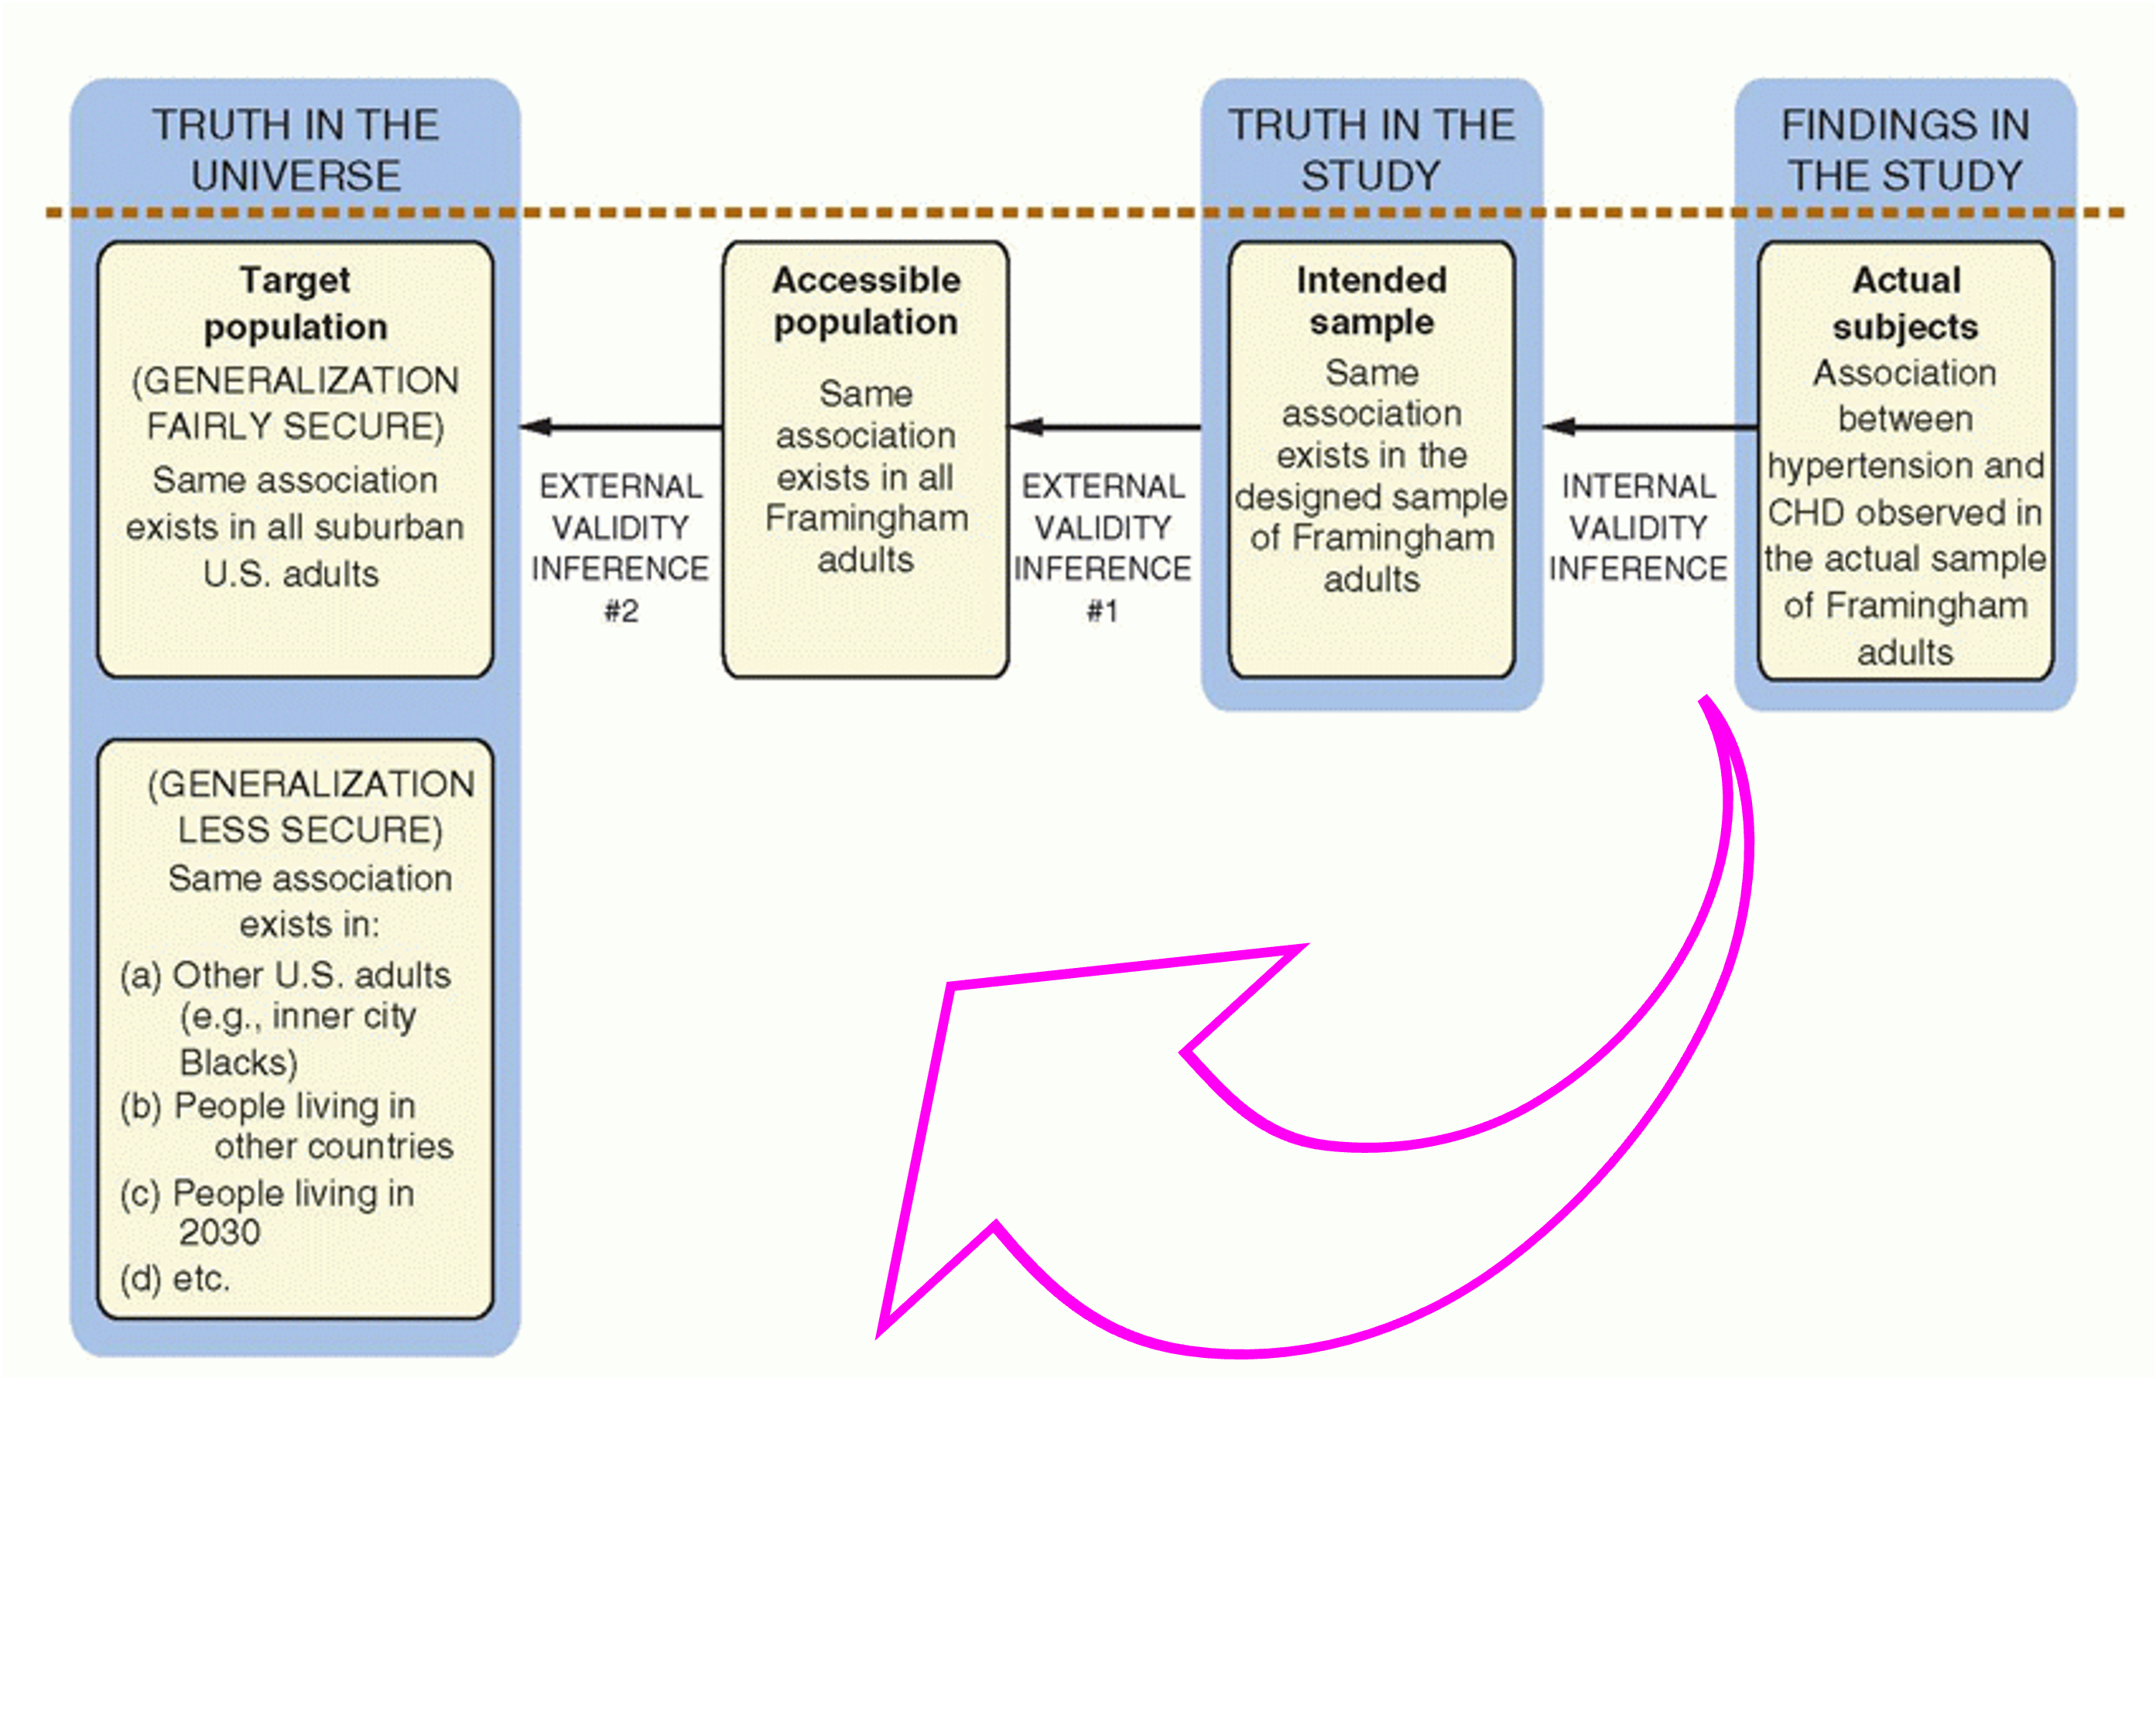 TRUTH IN THE
UNIVERSE
Target
population
(GENERALIZATION
FAIRLY SECURE)
Same association
exists in all suburban
U.S. adults
(GENERALIZATION
LESS SECURE)
Same association
exists in:
(a) Other U.S. adults
(e.g., inner city
Blacks)
(b) People living in
other countries
(c) People living in
2030
(d) etc.
EXTERNAL
VALIDITY
INFERENCE
#2
Accessible
population
Same
association
exists in all
Framingham
adults
EXTERNAL
VALIDITY
INFERENCE
#1
TRUTH IN THE
STUDY
Intended
sample
Same
association
exists in the
designed sample
of Framingham
adults
INTERNAL
VALIDITY
INFERENCE
FINDINGS IN
THE STUDY
Actual
subjects
Association
between
hypertension and
CHD observed in
the actual sample
of Framingham
adults